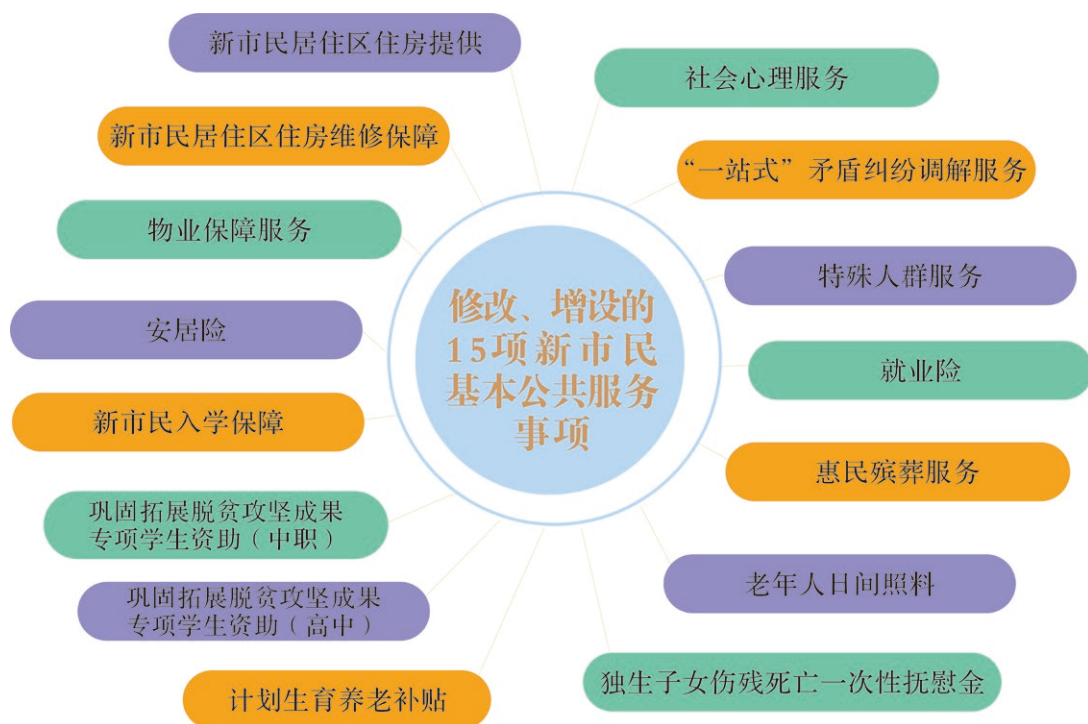 新市民居住区住房提供
社会心理服务
新市民居住区住房维修保障
“一站式”矛盾纠纷调解服务
物业保障服务
特殊人群服务
安居险
修改、增设的
15项新市民
基本公共服务
事项
就业险
新市民入学保障
惠民殡葬服务
巩固拓展脱贫攻坚成果
专项学生资助（中职）
老年人日间照料
巩固拓展脱贫攻坚成果
专项学生资助（高中）
计划生育养老补贴
独生子女伤残死亡一次性抚慰金